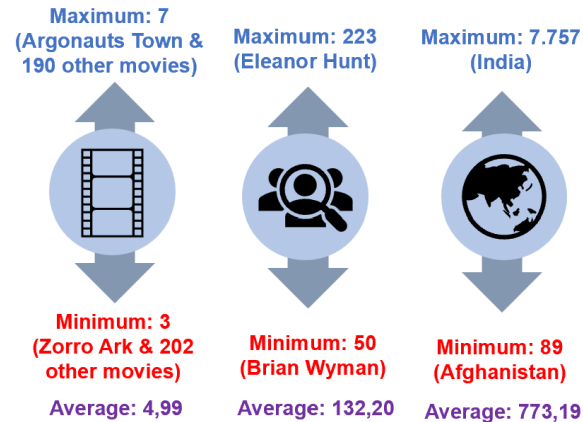 Maximum: 7
(Argonauts Town &
190 other movies)
Minimum: 3
(Zorro Ark & 202
other movies)
Average: 4,99
Maximum: 223
(Eleanor Hunt)
Minimum: 50
(Brian Wyman)
Average: 132,20
Maximum: 7.757
(India)
Minimum: 89
(Afghanistan)
Average: 773,19